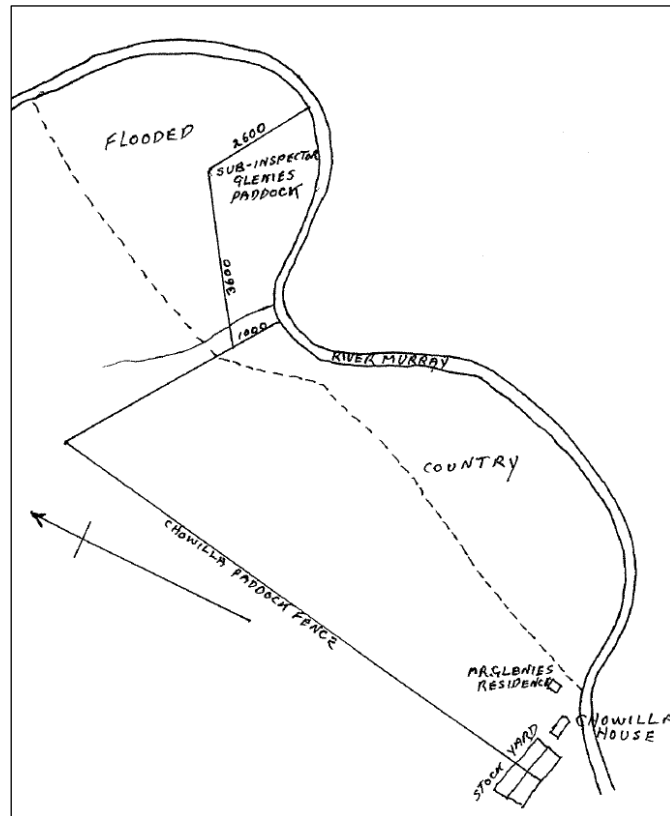 FLOODED
2600
SUB-INSPECTOR
GLENIES
PADDOCK
3600
1000
RIVER MURRAY
COUNTRY
CHOWILLA PADDOCK FENCE
MR GLENIES
RESIDENCE
CHOWILLA
HOUSE
STOCK YARD